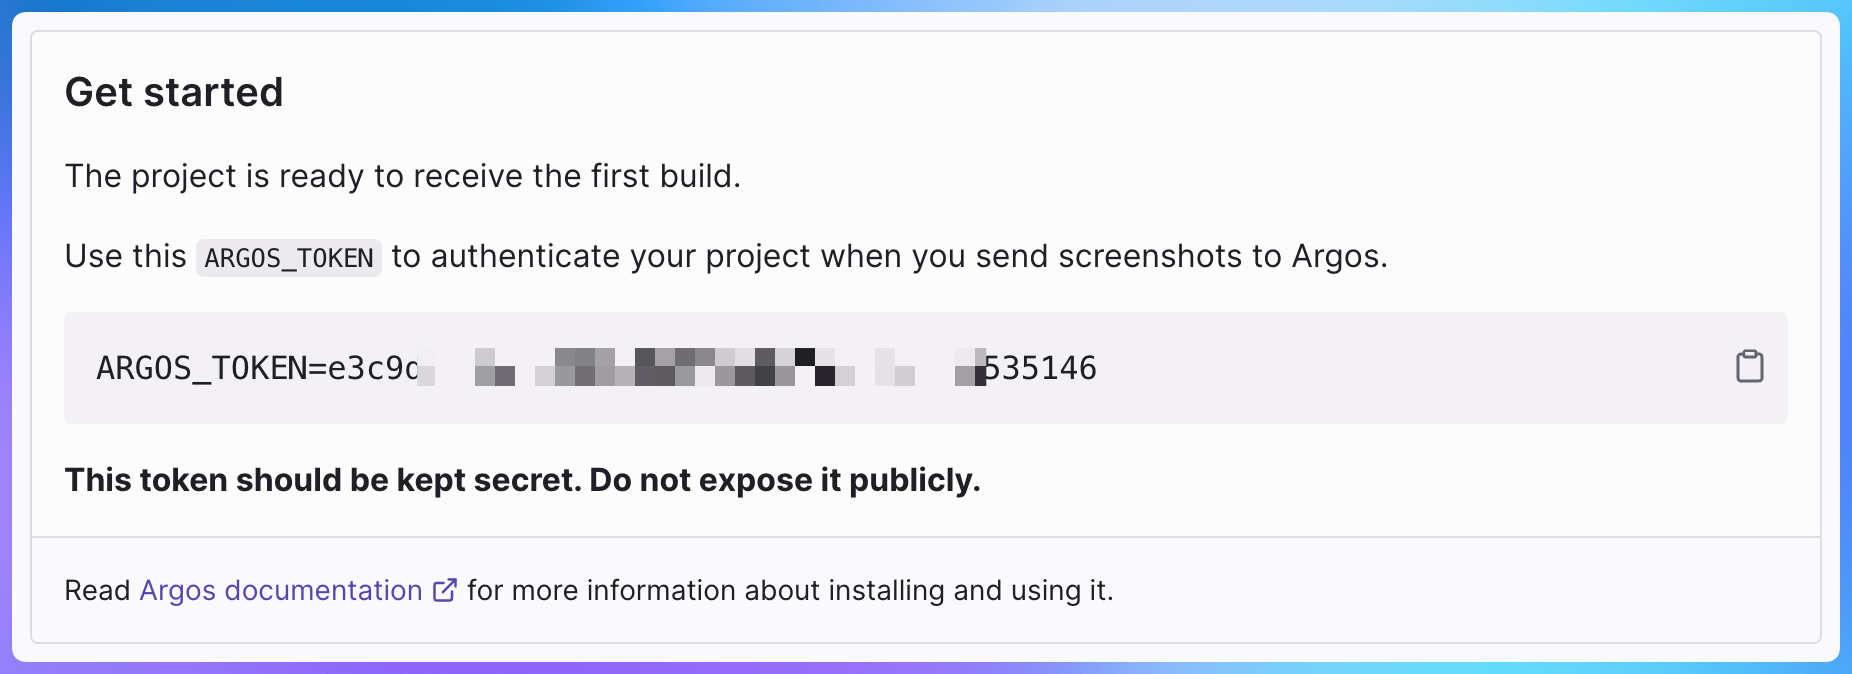 Get started
The project is ready to receive the first build.
Use this ARGOS_TOKEN to authenticate your project when you send screenshots to Argos.
ARGOS_TOKEN=e3c9 535146
This token should be kept secret. Do not expose it publicly.
Read Argos documentation for more information about installing and using it.